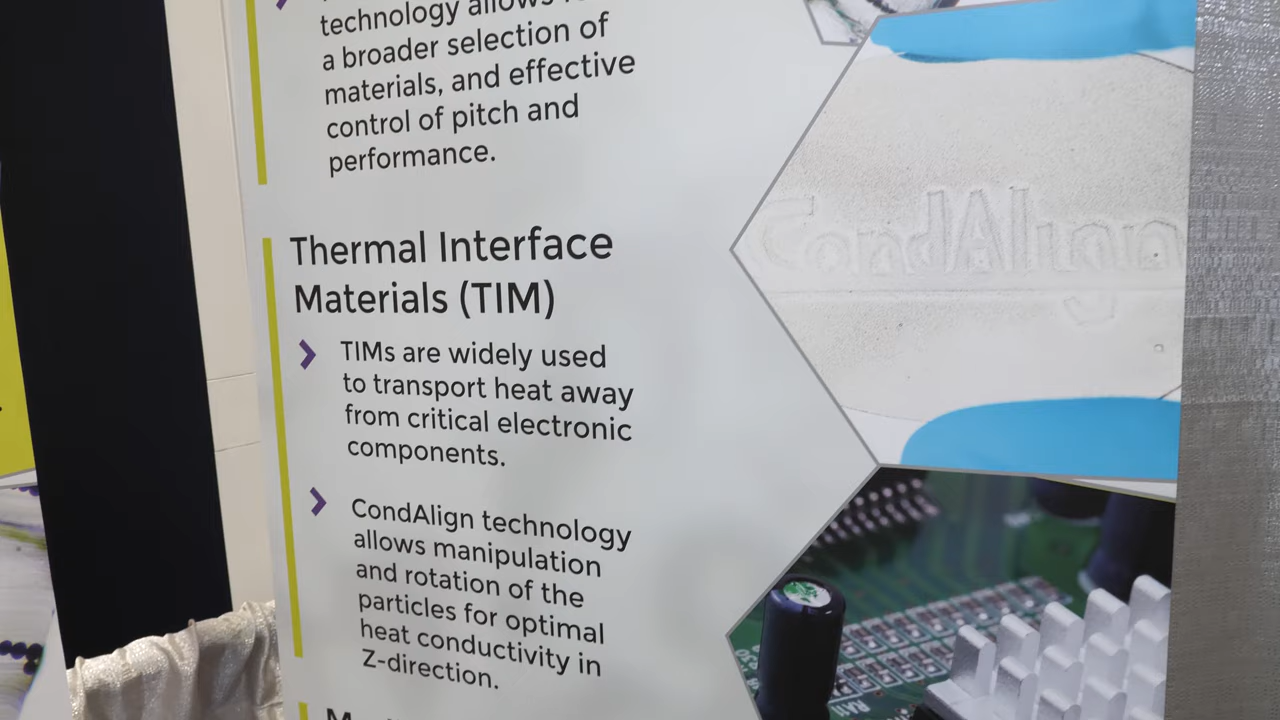 technology allows
a broader selection of
materials, and effective
control of pitch and
performance.
Thermal Interface
Materials (TIM)
TIMs are widely used
to transport heat away
from critical electronic
components.
CondAlign technology
allows manipulation
and rotation of the
particles for optimal
heat conductivity in
Z-direction.
CondAlign
RA11